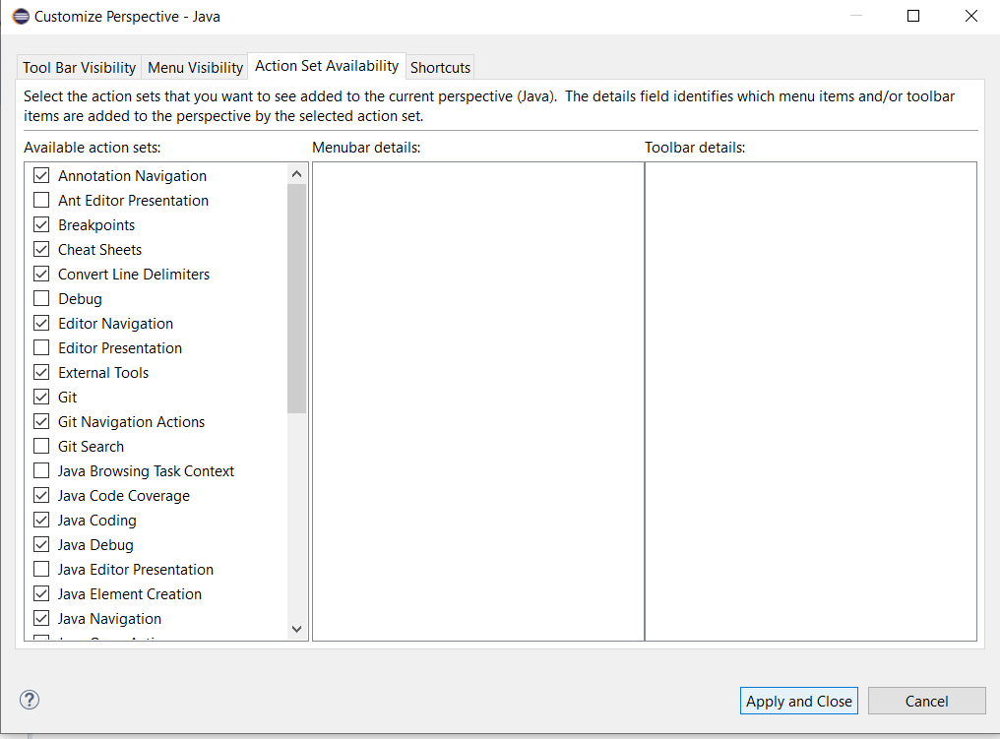 Customize Perspective - Java
Tool Bar Visibility
Menu Visibility
Action Set Availability
Shortcuts
Select the action sets that you want to see added to the current perspective (Java). The details field identifies which menu items and/or toolbar
items are added to the perspective by the selected action set.
Available action sets:
Menubar details:
Toolbar details:
Annotation Navigation
Ant Editor Presentation
Breakpoints
Cheat Sheets
Convert Line Delimiters
Debug
Editor Navigation
Editor Presentation
External Tools
Git
Git Navigation Actions
Git Search
Java Browsing Task Context
Java Code Coverage
Java Coding
Java Debug
Java Editor Presentation
Java Element Creation
Java Navigation
?
Apply and Close
Cancel